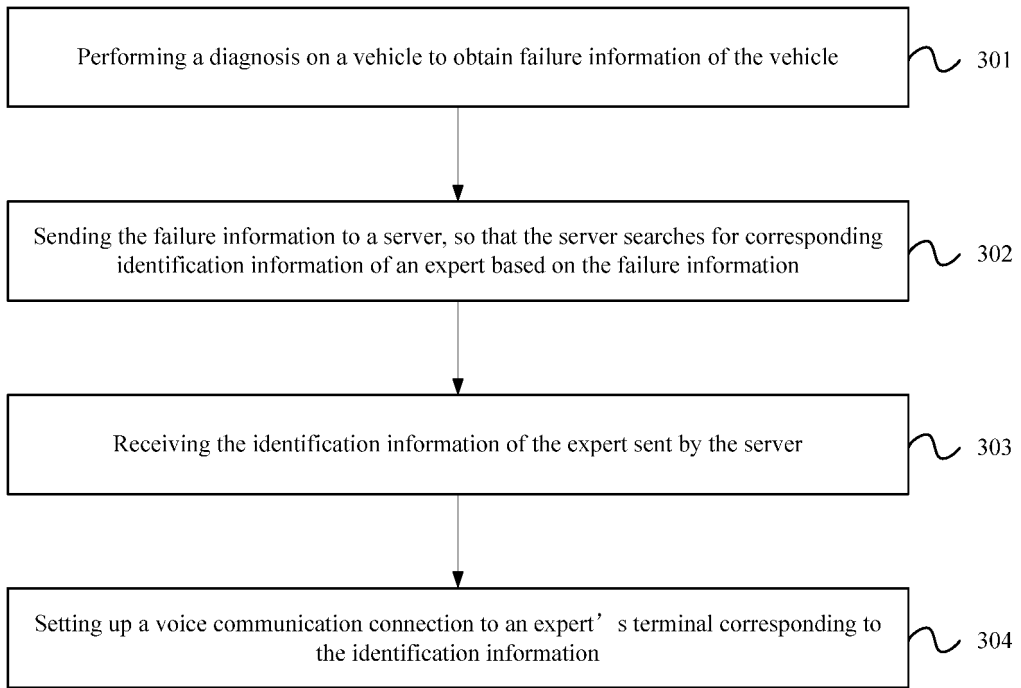 Performing a diagnosis on a vehicle to obtain failure information of the vehicle
301
Sending the failure information to a server, so that the server searches for corresponding
identification information of an expert based on the failure information
302
Receiving the identification information of the expert sent by the server
303
Setting up a voice communication connection to an expert’s terminal corresponding to
the identification information
304